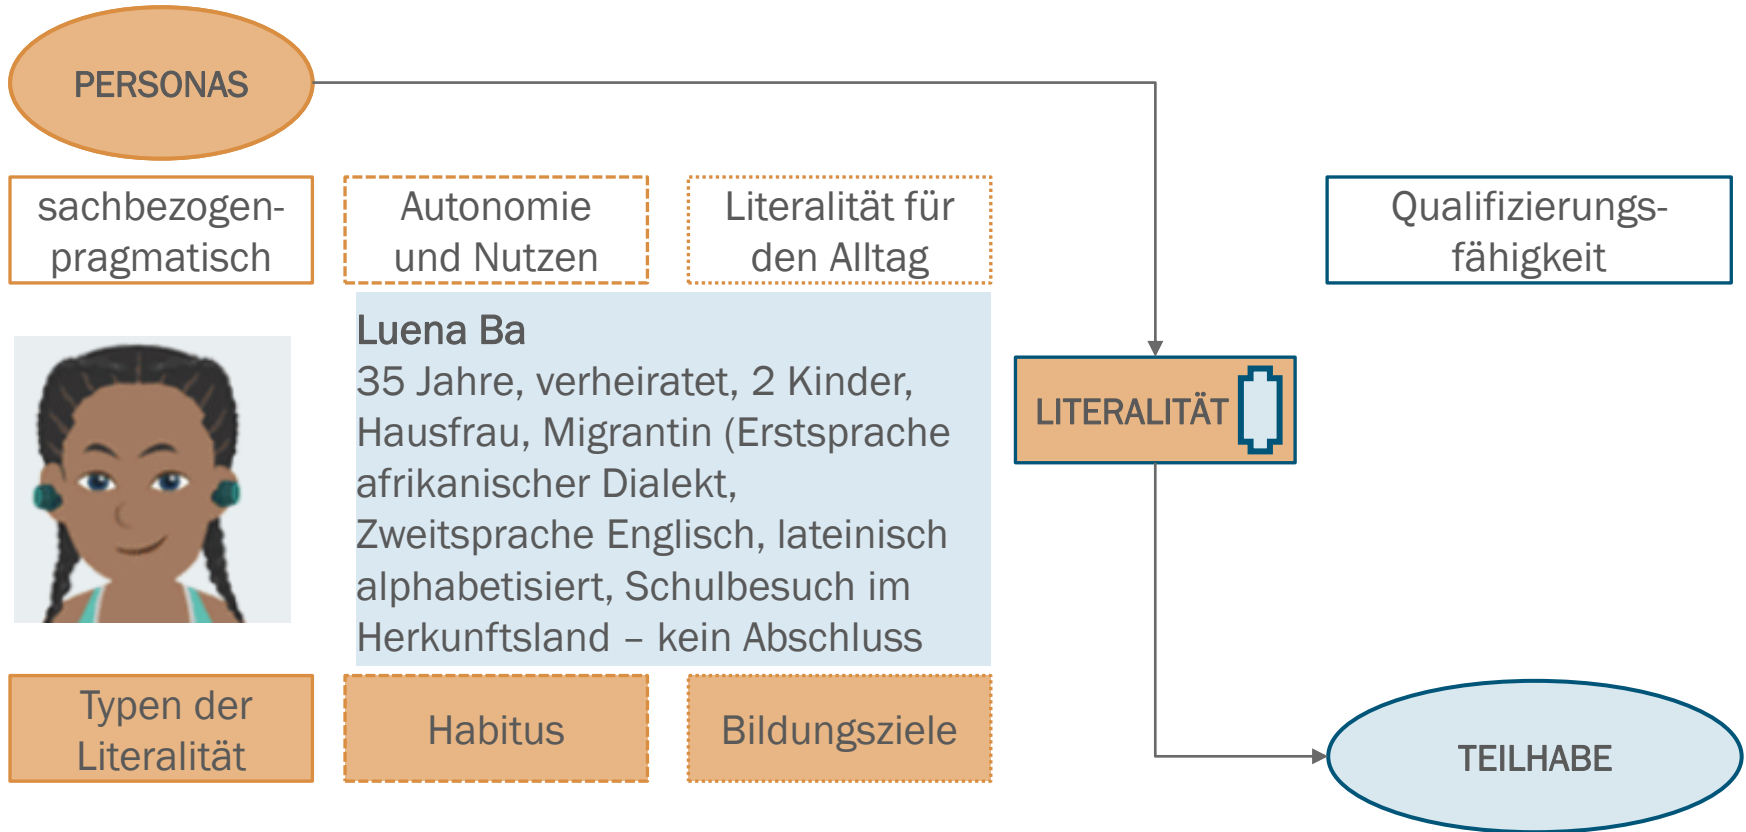 PERSONAS
sachbezogen-
pragmatisch
Autonomie
und Nutzen
Literalität für
den Alltag
Qualifizierungs-
fähigkeit
Luena Ba
35 Jahre, verheiratet, 2 Kinder,
Hausfrau, Migrantin (Erstsprache
afrikanischer Dialekt,
Zweitsprache Englisch, lateinisch
alphabetisiert, Schulbesuch im
Herkunftsland – kein Abschluss
LITERALITÄT
Typen der
Literalität
Habitus
Bildungsziele
TEILHABE